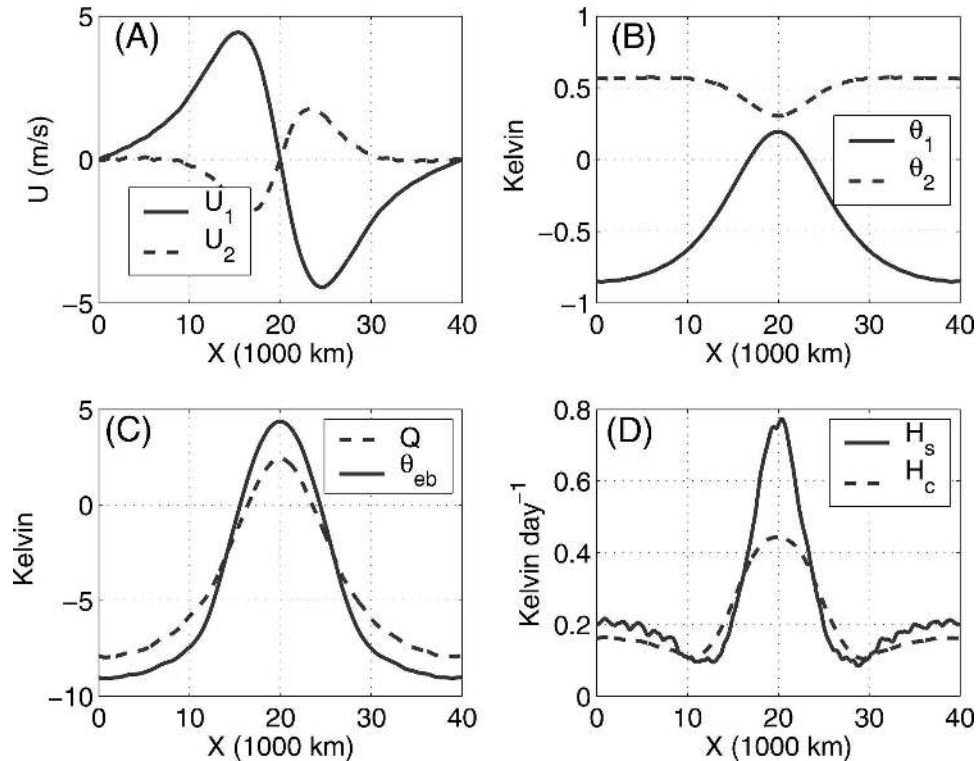 (A)
5
0
−5
U (m/s)
U1
U2
0 10 20 30 40
X (1000 km)
(B)
1
0.5
0
−0.5
−1
Kelvin
θ1
θ2
0 10 20 30 40
X (1000 km)
(C)
5
0
−5
−10
Kelvin
Q
θeb
0 10 20 30 40
X (1000 km)
(D)
0.8
0.6
0.4
0.2
0
Kelvin day−1
Hs
Hc
0 10 20 30 40
X (1000 km)